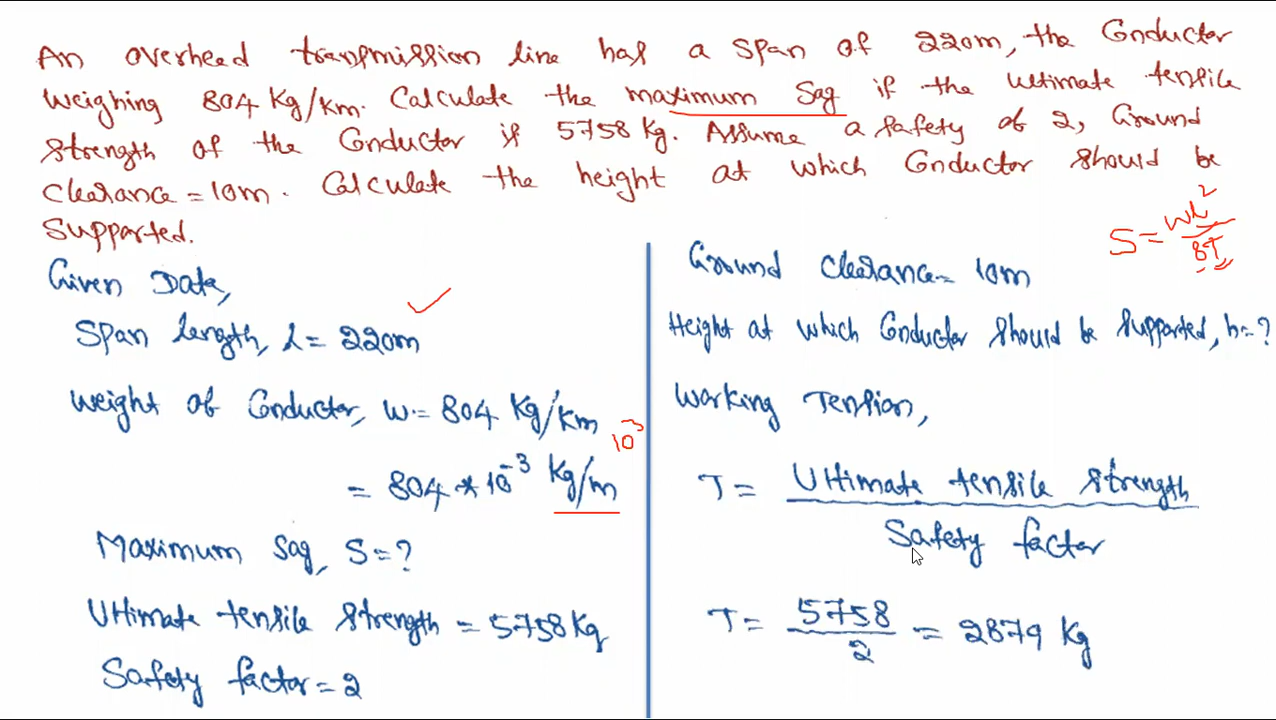 An overhead transmission line has a span of 220m, the Conductor
weighing 804 Kg/Km. Calculate the maximum Sag if the ultimate tensile
strength of the Conductor is 5758 Kg. Assume a safety of 2, Ground
Clearance = 10m. Calculate the height at which Conductor should be
Supported.
S = wl²/8T
Given Data,
Span length, l = 220m
Weight of Conductor, w = 804 Kg/Km
10⁻³
= 804 * 10⁻³ Kg/m
Maximum Sag, S = ?
Ultimate tensile strength = 5758 Kg
Safety factor = 2
Ground Clearance = 10m
Height at which Conductor should be supported, h = ?
Working Tension,
T = Ultimate tensile strength
Safety factor
T = 5758/2 = 2879 Kg